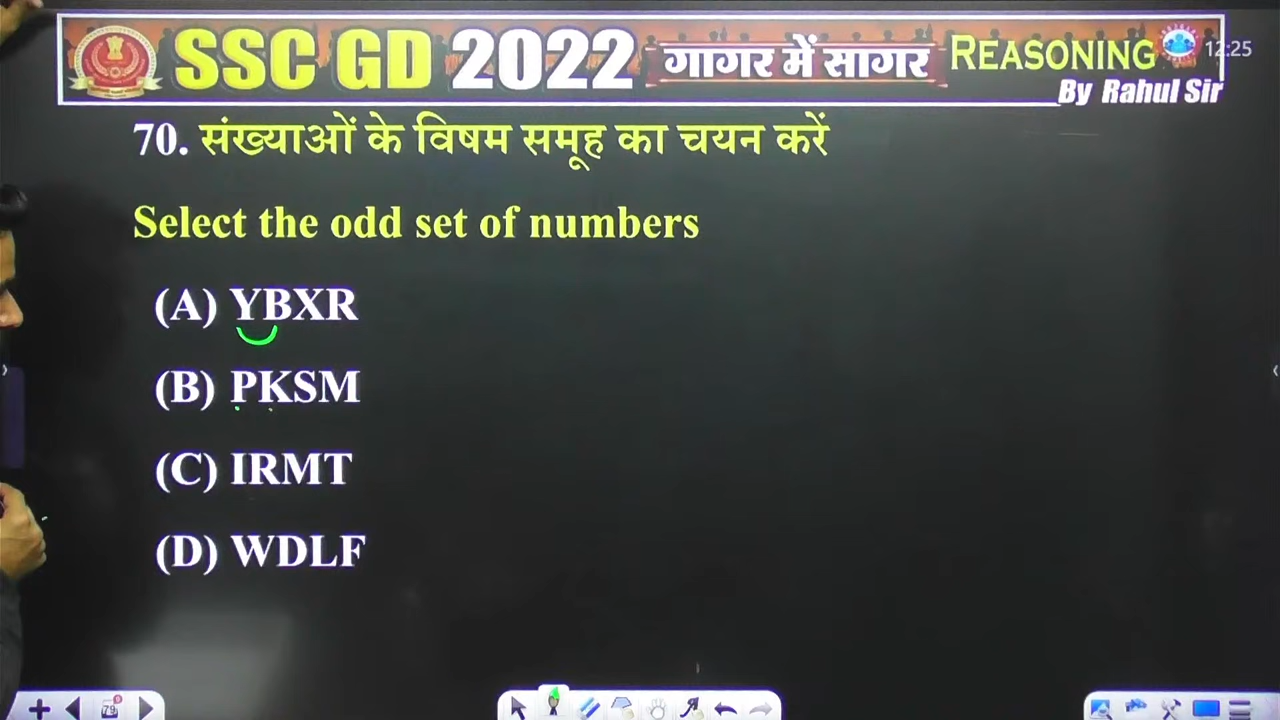 SSC GD 2022 गागर में सागर REASONING 12:25
By Rahul Sir
70. संख्याओं के विषम समूह का चयन करें
Select the odd set of numbers
(A) YBXR
(B) PKSM
(C) IRMT
(D) WDLF